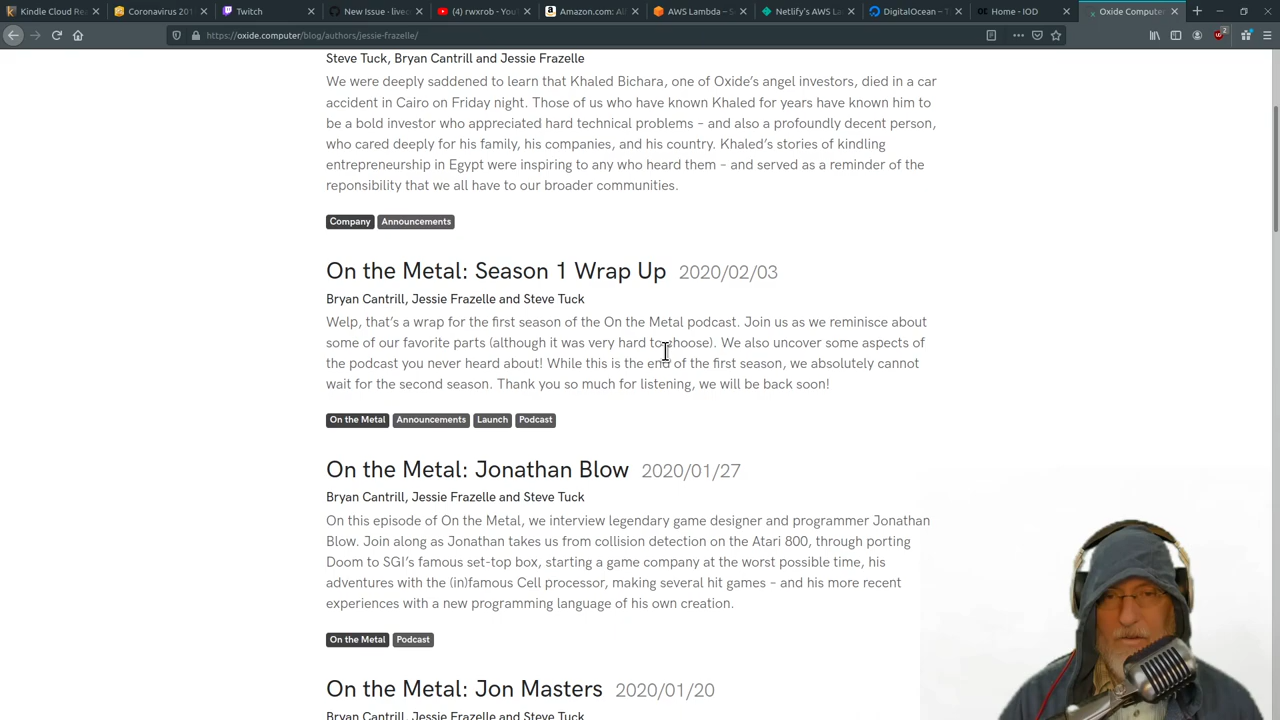 Kindle Cloud Rea
Coronavirus 201
Twitch
New Issue · live
(4) rwxrob - You
Amazon.com: All
AWS Lambda – S
Netlify's AWS La
DigitalOcean – T
Home - IOD
Oxide Computer
https://oxide.computer/blog/authors/jessie-frazelle/
Steve Tuck, Bryan Cantrill and Jessie Frazelle
We were deeply saddened to learn that Khaled Bichara, one of Oxide's angel investors, died in a car
accident in Cairo on Friday night. Those of us who have known Khaled for years have known him to
be a bold investor who appreciated hard technical problems – and also a profoundly decent person,
who cared deeply for his family, his companies, and his country. Khaled's stories of kindling
entrepreneurship in Egypt were inspiring to any who heard them – and served as a reminder of the
reponsibility that we all have to our broader communities.
Company Announcements
On the Metal: Season 1 Wrap Up 2020/02/03
Bryan Cantrill, Jessie Frazelle and Steve Tuck
Welp, that's a wrap for the first season of the On the Metal podcast. Join us as we reminisce about
some of our favorite parts (although it was very hard to choose). We also uncover some aspects of
the podcast you never heard about! While this is the end of the first season, we absolutely cannot
wait for the second season. Thank you so much for listening, we will be back soon!
On the Metal Announcements Launch Podcast
On the Metal: Jonathan Blow 2020/01/27
Bryan Cantrill, Jessie Frazelle and Steve Tuck
On this episode of On the Metal, we interview legendary game designer and programmer Jonathan
Blow. Join along as Jonathan takes us from collision detection on the Atari 800, through porting
Doom to SGI's famous set-top box, starting a game company at the worst possible time, his
adventures with the (in)famous Cell processor, making several hit games – and his more recent
experiences with a new programming language of his own creation.
On the Metal Podcast
On the Metal: Jon Masters 2020/01/20
Bryan Cantrill, Jessie Frazelle and Steve Tuck